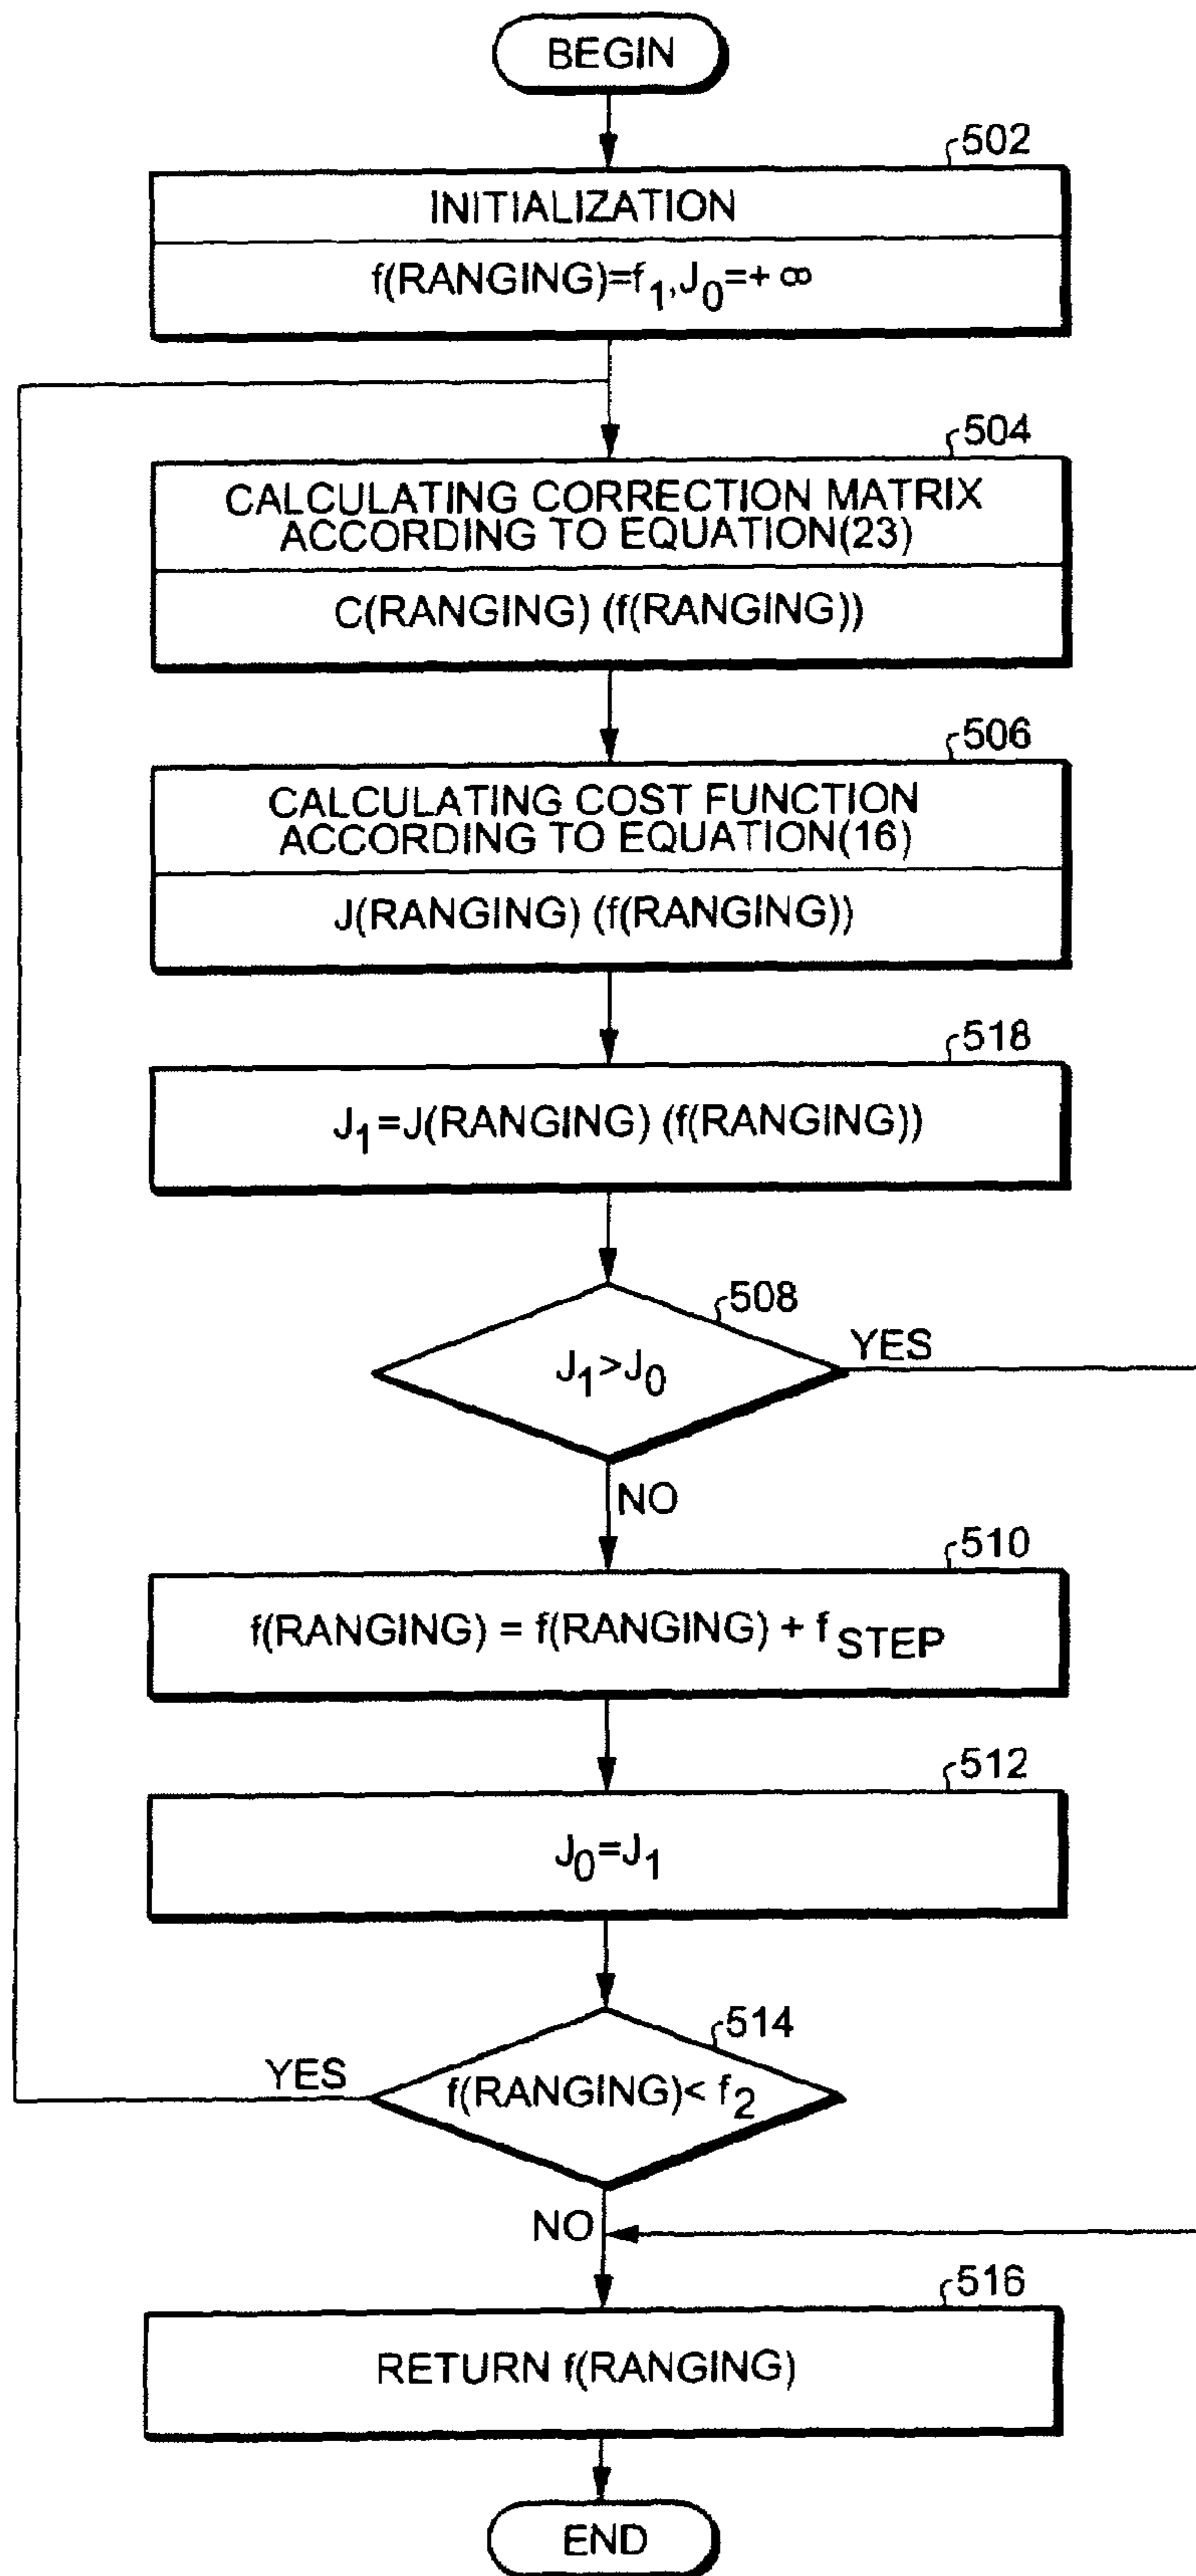 BEGIN
502
INITIALIZATION
f(RANGING)=f₁,J₀=+∞
504
CALCULATING CORRECTION MATRIX
ACCORDING TO EQUATION(23)
C(RANGING) (f(RANGING))
506
CALCULATING COST FUNCTION
ACCORDING TO EQUATION(16)
J(RANGING) (f(RANGING))
518
J₁=J(RANGING) (f(RANGING))
508
J₁>J₀
YES
NO
510
f(RANGING) = f(RANGING) + f STEP
512
J₀=J₁
514
YES
f(RANGING)< f₂
NO
516
RETURN f(RANGING)
END